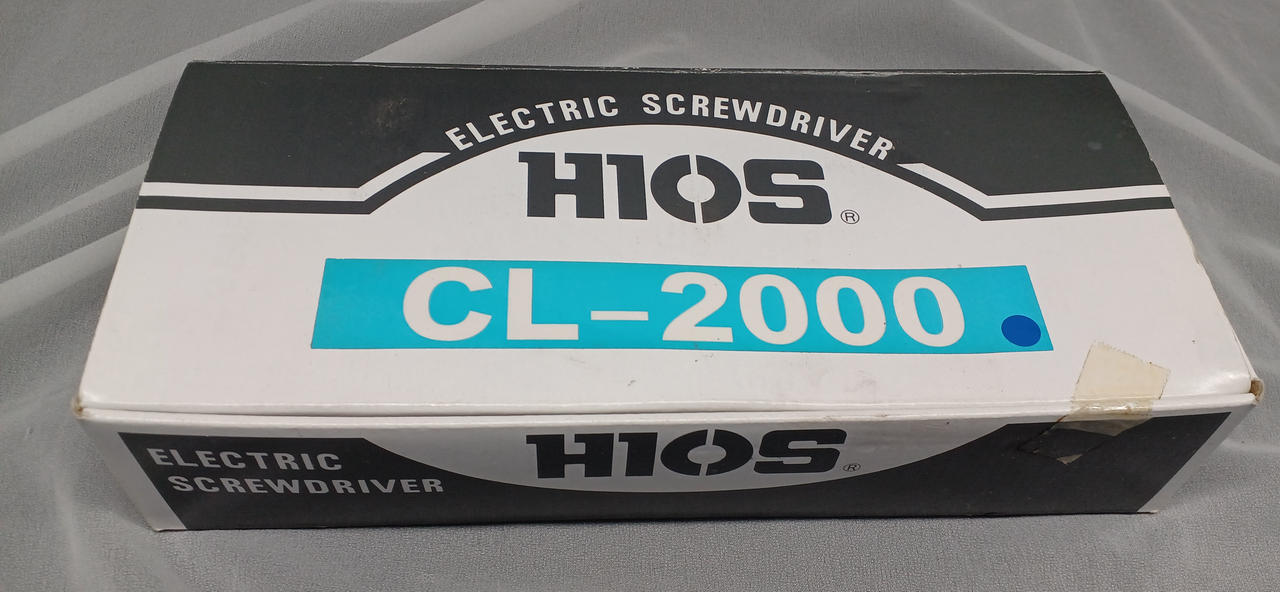 ELECTRIC SCREWDRIVER
HIOS®
CL-2000
ELECTRIC
SCREWDRIVER
HIOS®